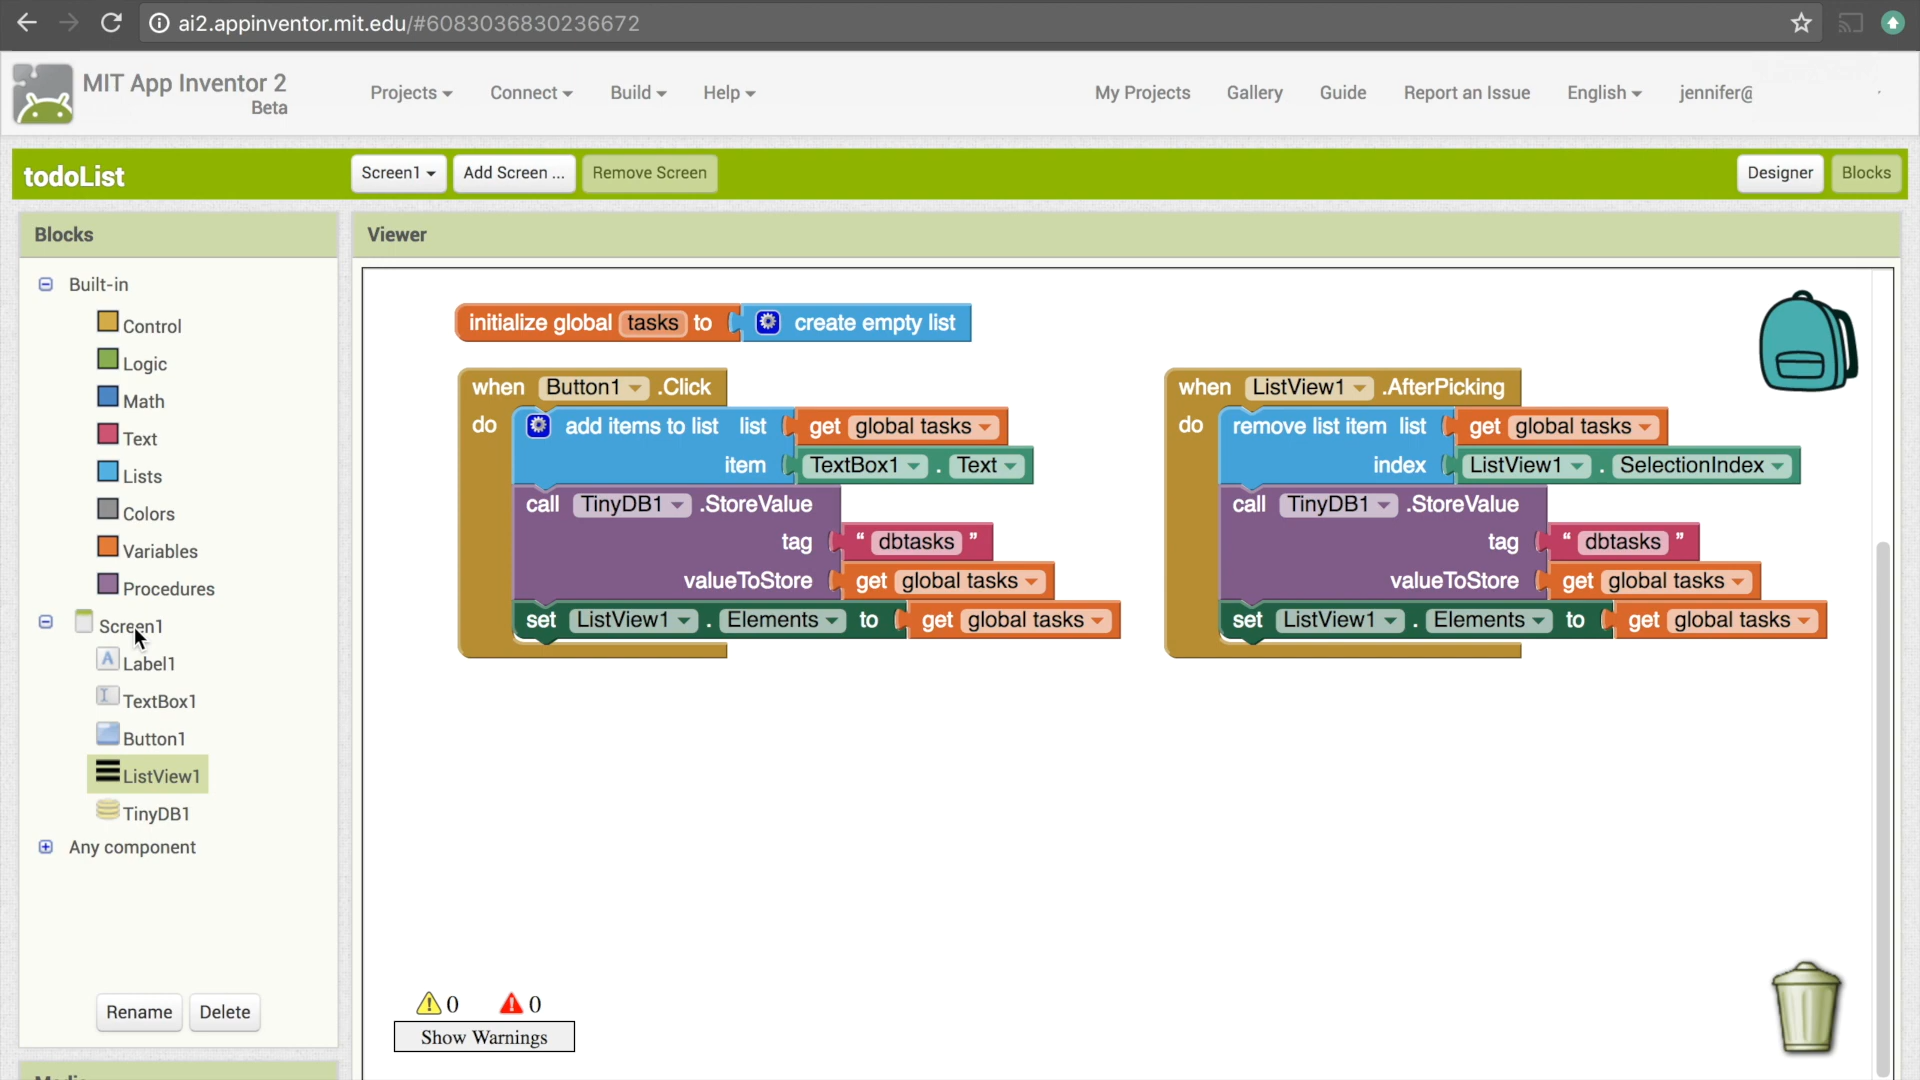 ai2.appinventor.mit.edu/#6083036830236672
MIT App Inventor 2
Beta
Projects Connect Build Help My Projects Gallery Guide Report an Issue English jennifer@
todoList Screen1 Add Screen ... Remove Screen Designer Blocks
Blocks
Built-in
Control
Logic
Math
Text
Lists
Colors
Variables
Procedures
Screen1
Label1
TextBox1
Button1
ListView1
TinyDB1
Any component
Rename Delete
Viewer
initialize global tasks to create empty list
when Button1 .Click
do add items to list list get global tasks
item TextBox1 . Text
call TinyDB1 .StoreValue
tag “ dbtasks ”
valueToStore get global tasks
set ListView1 . Elements to get global tasks
when ListView1 .AfterPicking
do remove list item list get global tasks
index ListView1 . SelectionIndex
call TinyDB1 .StoreValue
tag “ dbtasks ”
valueToStore get global tasks
set ListView1 . Elements to get global tasks
0 0
Show Warnings